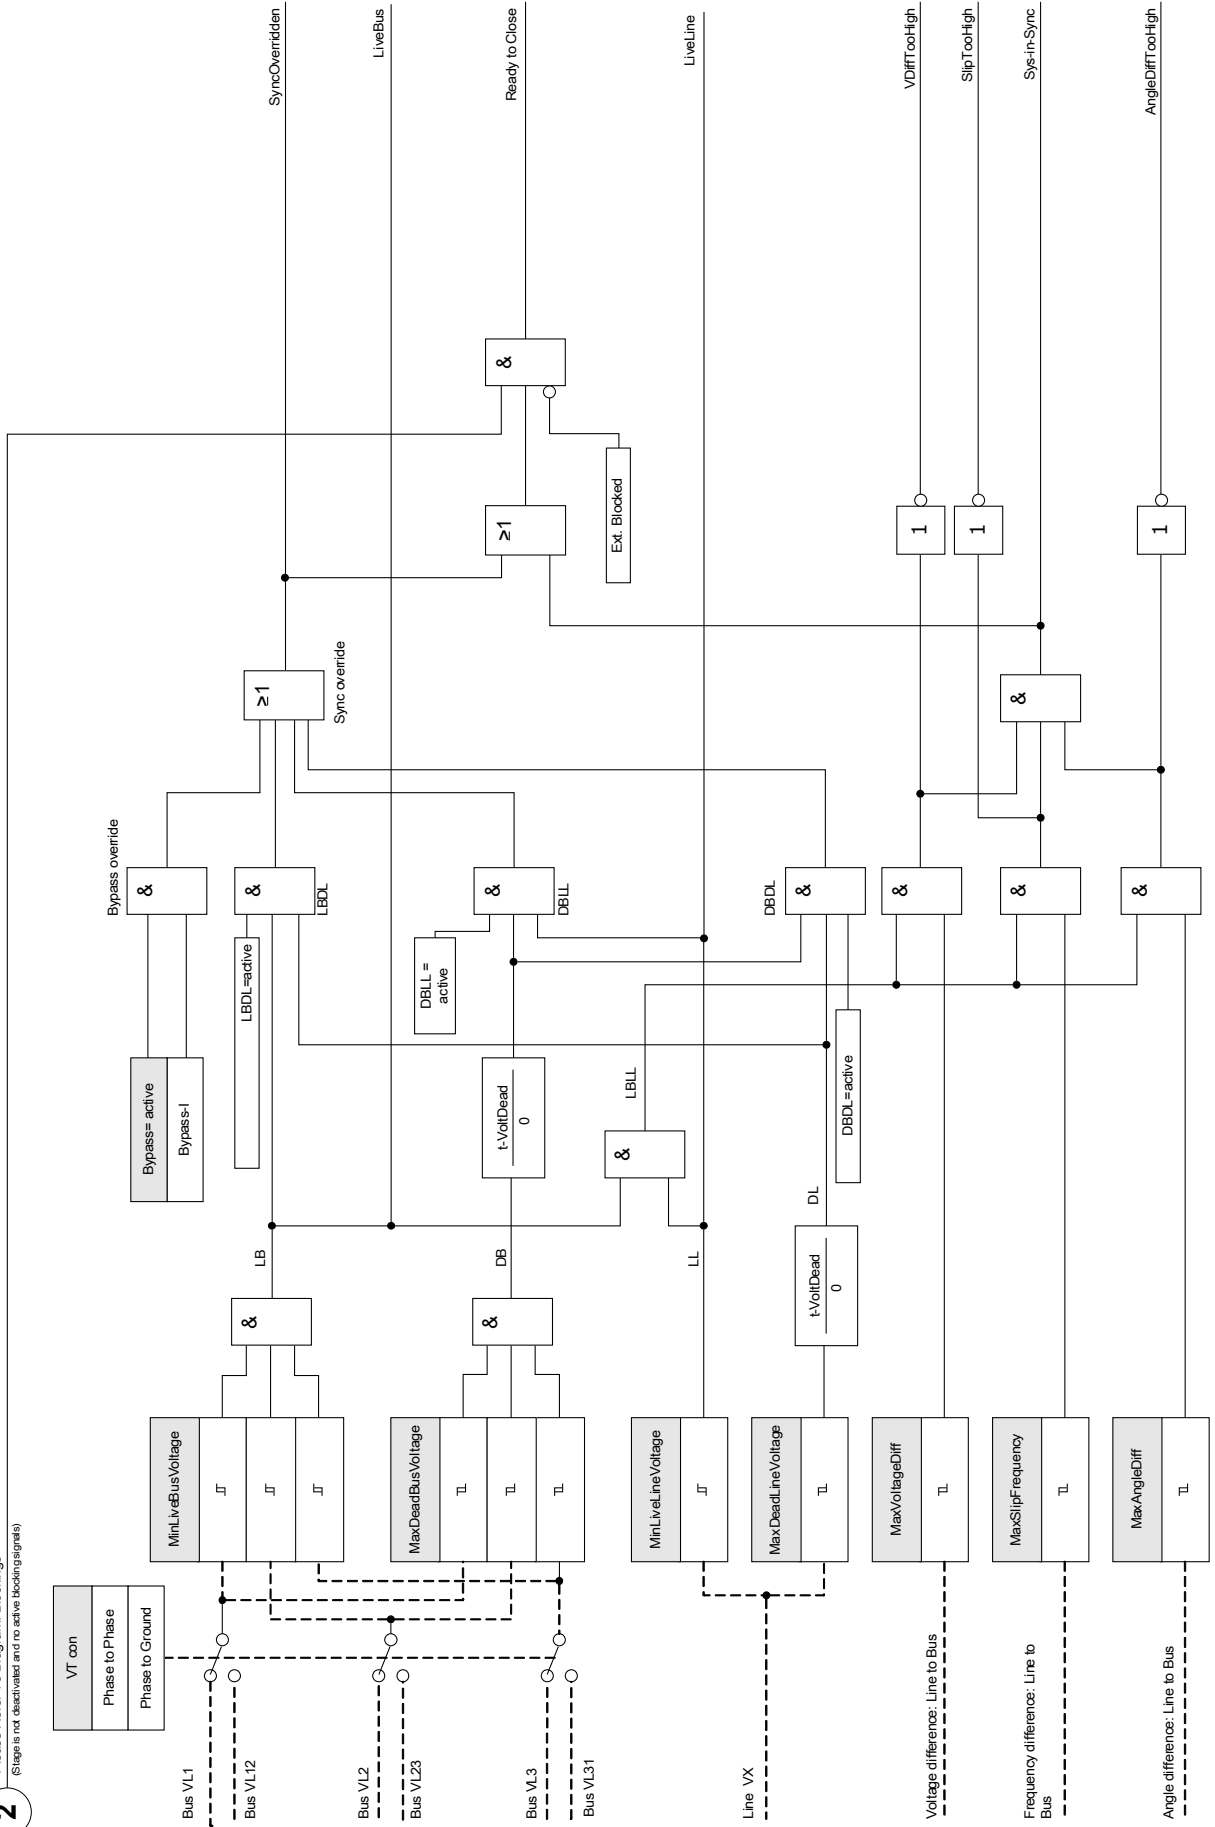 2
(Stage is not deactivated and no active blocking signals)
VT con
Phase to Phase
Phase to Ground
Bus VL1
Bus VL12
Bus VL2
Bus VL23
Bus VL3
Bus VL31
Line VX
Voltage difference: Line to Bus
Frequency difference: Line to
Bus
Angle difference: Line to Bus
MinLiveBusVoltage
MaxDeadBusVoltage
MinLiveLineVoltage
MaxDeadLineVoltage
MaxVoltageDiff
MaxSlipFrequency
MaxAngleDiff
&
&
LB
DB
LL
t-VoltDead
0
DL
Bypass= active
Bypass-I
LBDL=active
t-VoltDead
0
&
LBLL
DBLL =
active
DBDL=active
Bypass override
&
&
LBDL
&
DBLL
&
DBDL
&
&
&
≥1
Sync override
&
≥1
Ext. Blocked
1
1
1
&
SyncOverridden
LiveBus
Ready to Close
LiveLine
VDiffTooHigh
SlipTooHigh
Sys-in-Sync
AngleDiffTooHigh